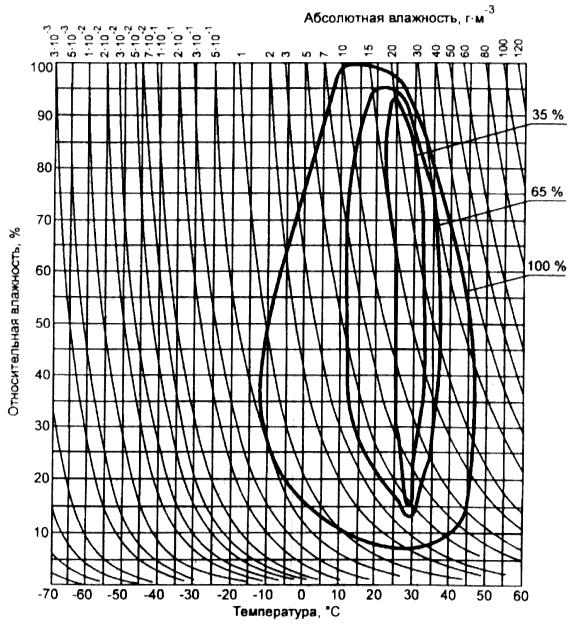 Абсолютная влажность, г·м⁻³
3·10⁻³ 5·10⁻³ 1·10⁻² 2·10⁻² 3·10⁻² 5·10⁻² 7·10⁻² 1·10⁻¹ 2·10⁻¹ 3·10⁻¹ 5·10⁻¹ 1 2 3 5 7 10 15 20 30 40 50 60 80 100 120
Относительная влажность, %
100
90
80
70
60
50
40
30
20
10
35 %
65 %
100 %
-70 -60 -50 -40 -30 -20 -10 0 10 20 30 40 50 60
Температура, °C